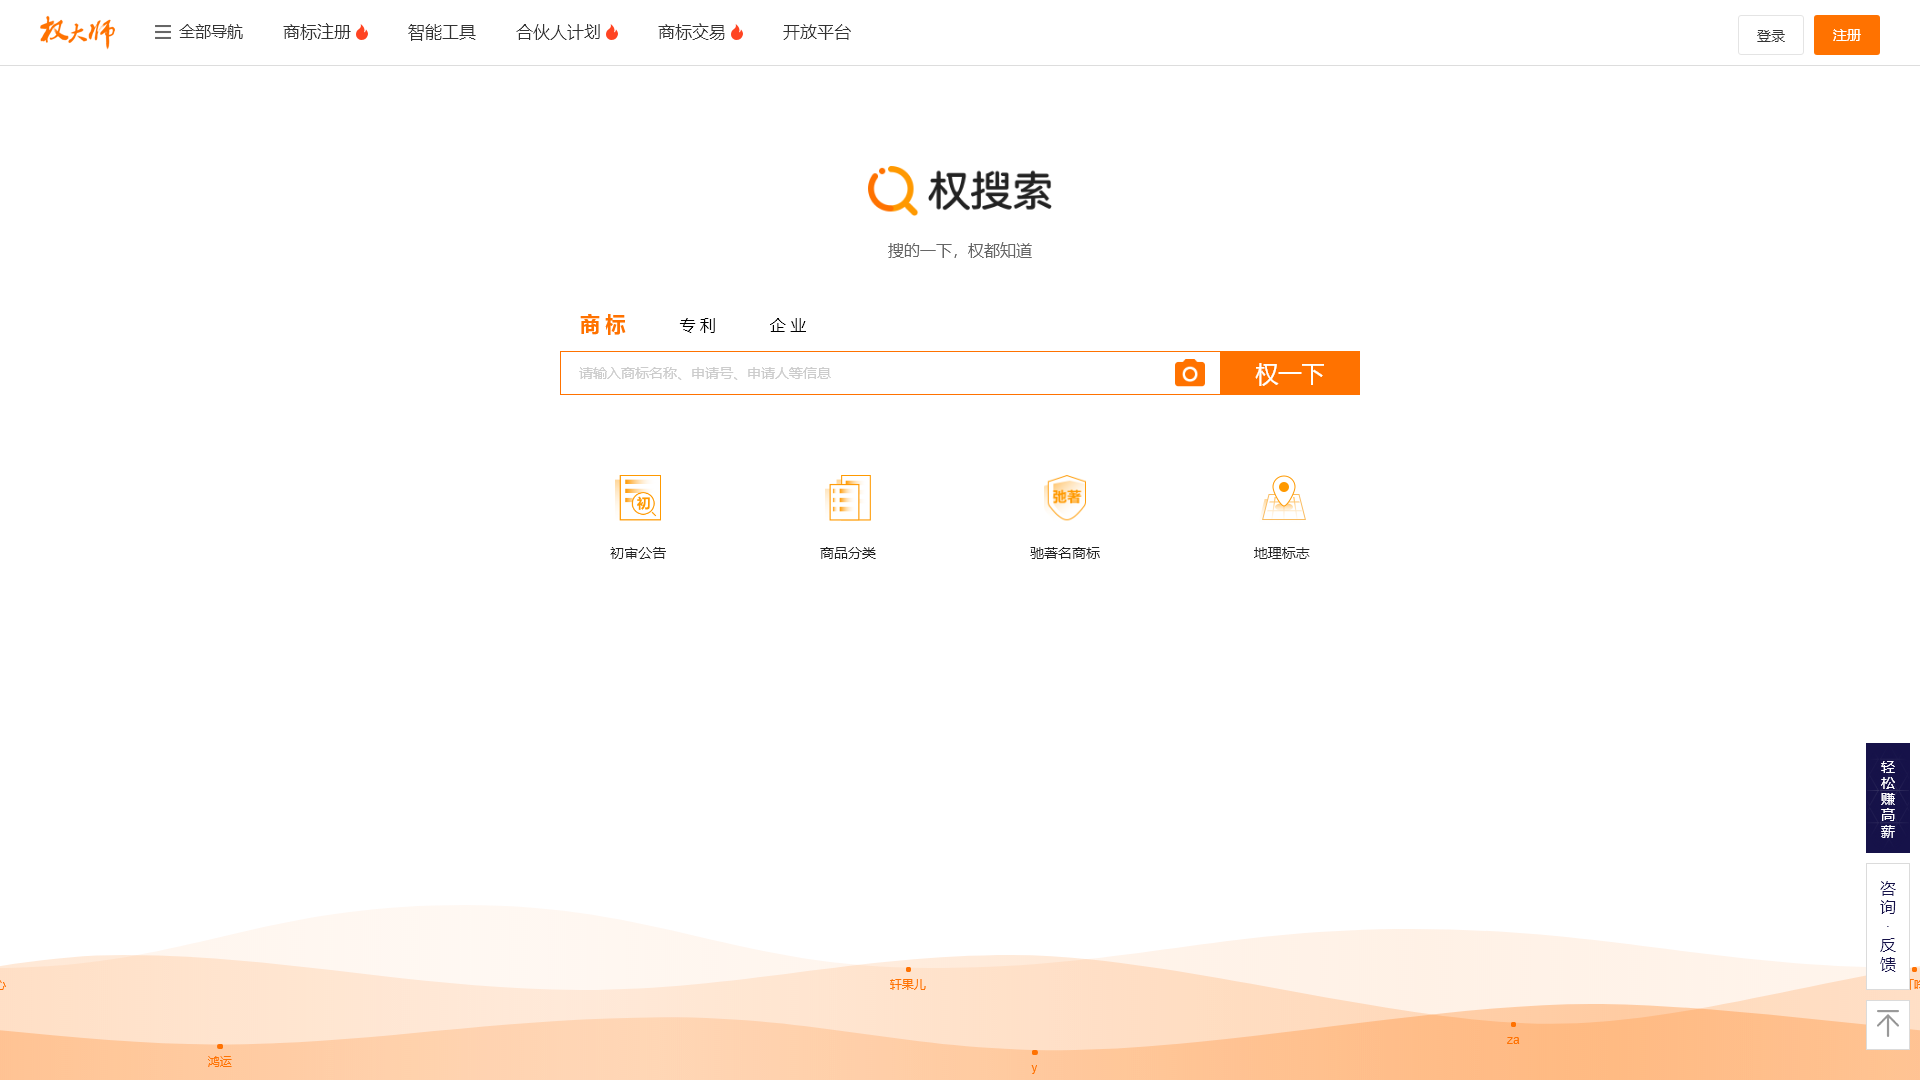 权大师 全部导航 商标注册 智能工具 合伙人计划 商标交易 开放平台 登录 注册
权搜索
搜的一下，权都知道
商标 专利 企业
请输入商标名称、申请号、申请人等信息 权一下
初
驰著
初审公告 商品分类 驰著名商标 地理标志
轻松赚高薪
咨询·反馈
心
轩果儿
za
鸿运
y